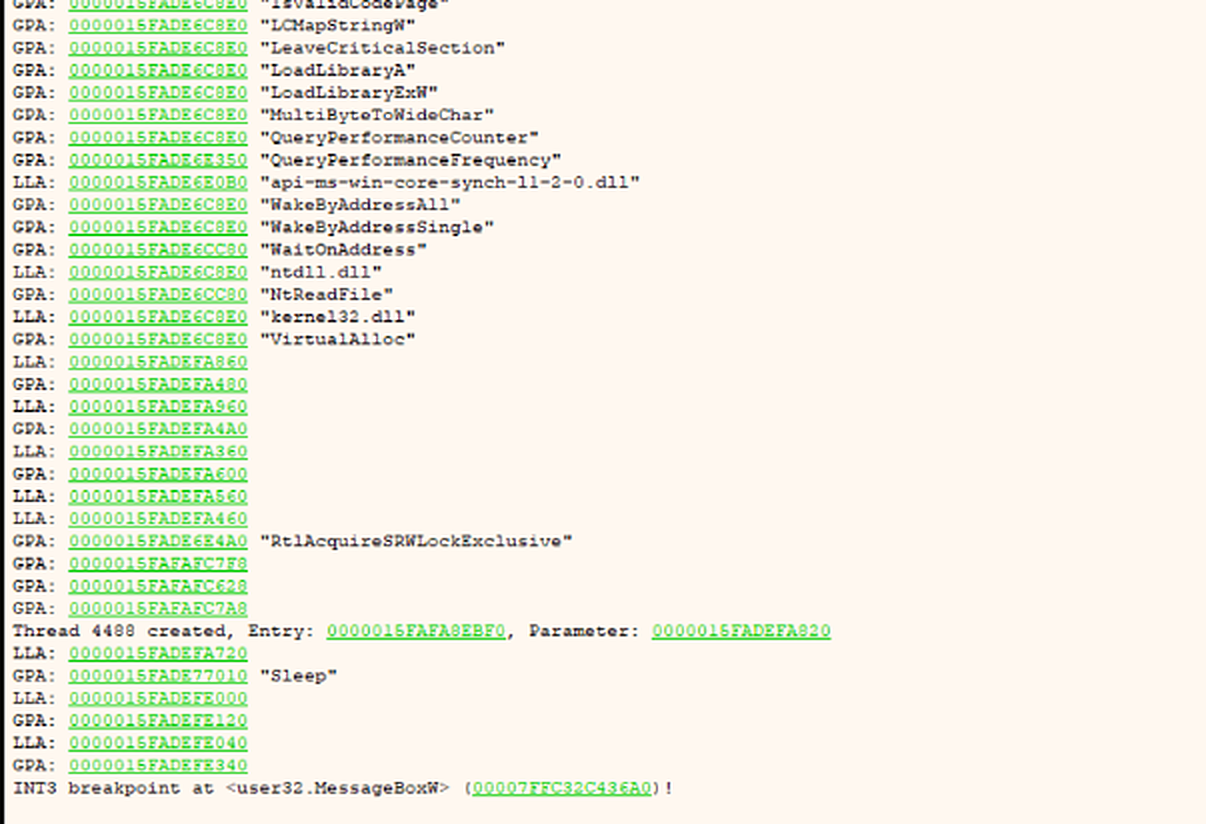 GPA: 0000015FADE6C8E0 "IsValidCodePage"
GPA: 0000015FADE6C8E0 "LCMapStringW"
GPA: 0000015FADE6C8E0 "LeaveCriticalSection"
GPA: 0000015FADE6C8E0 "LoadLibraryA"
GPA: 0000015FADE6C8E0 "LoadLibraryExW"
GPA: 0000015FADE6C8E0 "MultiByteToWideChar"
GPA: 0000015FADE6C8E0 "QueryPerformanceCounter"
GPA: 0000015FADE6E350 "QueryPerformanceFrequency"
LLA: 0000015FADE6E0B0 "api-ms-win-core-synch-l1-2-0.dll"
GPA: 0000015FADE6C8E0 "WakeByAddressAll"
GPA: 0000015FADE6C8E0 "WakeByAddressSingle"
GPA: 0000015FADE6CC80 "WaitOnAddress"
LLA: 0000015FADE6C8E0 "ntdll.dll"
GPA: 0000015FADE6CC80 "NtReadFile"
LLA: 0000015FADE6C8E0 "kernel32.dll"
GPA: 0000015FADE6C8E0 "VirtualAlloc"
LLA: 0000015FADEFA860
GPA: 0000015FADEFA480
LLA: 0000015FADEFA960
GPA: 0000015FADEFA4A0
LLA: 0000015FADEFA360
GPA: 0000015FADEFA600
LLA: 0000015FADEFA560
LLA: 0000015FADEFA460
GPA: 0000015FADE6E4A0 "RtlAcquireSRWLockExclusive"
GPA: 0000015FAFAFC7F8
GPA: 0000015FAFAFC628
GPA: 0000015FAFAFC7A8
Thread 4488 created, Entry: 0000015FAFA8EBF0, Parameter: 0000015FADEFA820
LLA: 0000015FADEFA720
GPA: 0000015FADE77010 "Sleep"
LLA: 0000015FADEFE000
GPA: 0000015FADEFE120
LLA: 0000015FADEFE040
GPA: 0000015FADEFE340
INT3 breakpoint at <user32.MessageBoxW> (00007FFC32C436A0)!